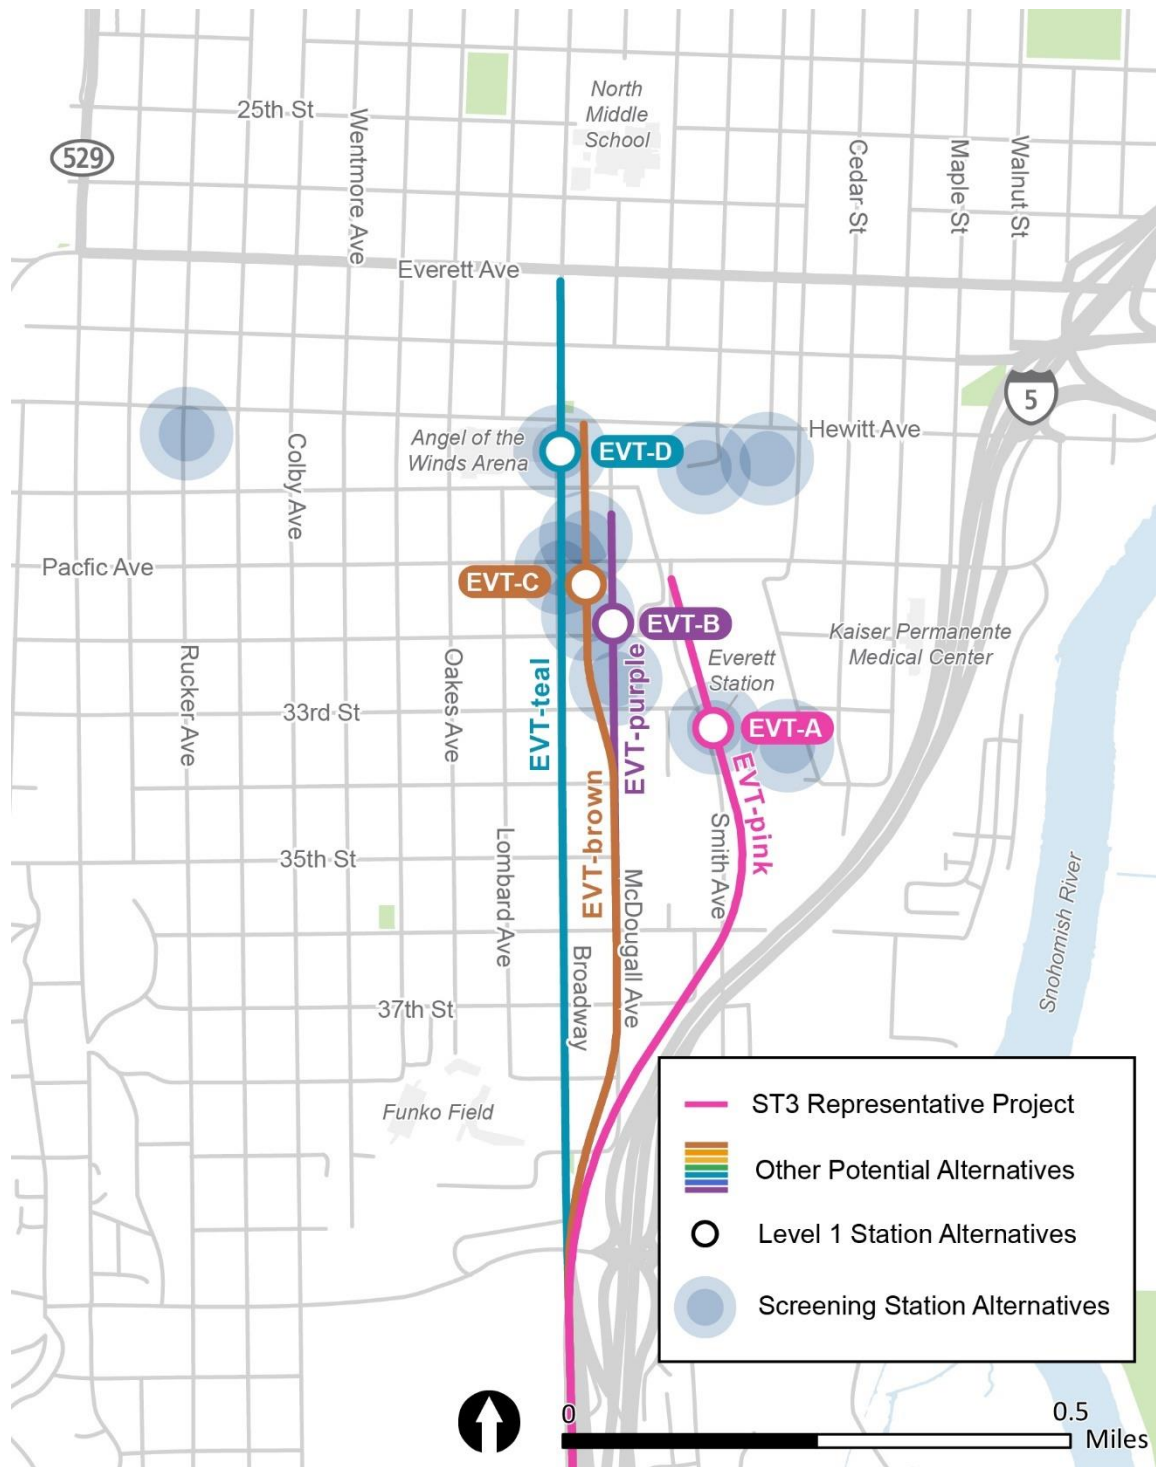 North
Middle
School
25th St
Wentmore Ave
529
Cedar St
Maple St
Walnut St
Everett Ave
5
Angel of the
Winds Arena
EVT-D
Hewitt Ave
Colby Ave
Pacfic Ave
EVT-C
EVT-B
Kaiser Permanente
Medical Center
Rucker Ave
Oakes Ave
EVT-teal
EVT-purple
Everett
Station
33rd St
EVT-A
EVT-brown
EVT-pink
Smith Ave
Lombard Ave
35th St
McDougall Ave
Snohomish River
Broadway
37th St
Funko Field
ST3 Representative Project
Other Potential Alternatives
Level 1 Station Alternatives
Screening Station Alternatives
0
0.5
Miles